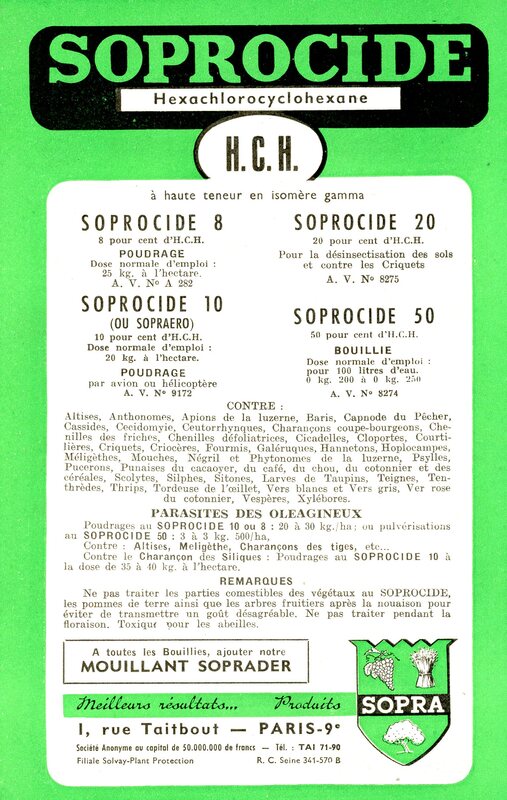 SOPROCIDE
Hexachlorocyclohexane
H.C.H.
à haute teneur en isomère gamma
SOPROCIDE 8
8 pour cent d'H.C.H.
POUDRAGE
Dose normale d'emploi :
25 kg. à l'hectare.
A. V. No A 282
SOPROCIDE 20
20 pour cent d'H.C.H.
Pour la désinsectisation des sols
et contre les Criquets
A. V. No 8275
SOPROCIDE 10
(OU SOPRAERO)
10 pour cent d'H.C.H.
Dose normale d'emploi :
20 kg. à l'hectare.
POUDRAGE
par avion ou hélicoptère
A. V. No 9172
SOPROCIDE 50
50 pour cent d'H.C.H.
BOUILLIE
Dose normale d'emploi :
pour 100 litres d'eau.
0 kg. 200 à 0 kg. 250
A. V. No 8274
CONTRE :
Altises, Anthonomes, Apions de la luzerne, Baris, Capnode du Pêcher,
Cassides, Cecidomyie, Ceutorrhynques, Charançons coupe-bourgeons, Che-
nilles des friches, Chenilles défoliatrices, Cicadelles, Cloportes, Courti-
lières, Criquets, Criocères, Fourmis, Galéruques, Hannetons, Hoplocampes,
Méligèthes, Mouches, Négril et Phytonomes de la luzerne, Psylles,
Pucerons, Punaises du cacaoyer, du café, du chou, du cotonnier et des
céréales, Scolytes, Silphes, Sitones, Larves de Taupins, Teignes, Ten-
thrèdes, Thrips, Tordeuse de l'œillet, Vers blancs et Vers gris, Ver rose
du cotonnier, Vespères, Xylébores.
PARASITES DES OLEAGINEUX
Poudrages au SOPROCIDE 10 ou 8 : 20 à 30 kg./ha; ou pulvérisations
au SOPROCIDE 50 : 3 à 3 kg. 500/ha,
Contre : Altises, Meligèthe, Charançons des tiges, etc...
Contre le Charançon des Siliques : Poudrages au SOPROCIDE 10 à
la dose de 35 à 40 kg. à l'hectare.
REMARQUES
Ne pas traiter les parties comestibles des végétaux au SOPROCIDE,
les pommes de terre ainsi que les arbres fruitiers après la nouaison pour
éviter de transmettre un goût désagréable. Ne pas traiter pendant la
floraison. Toxique pour les abeilles.
A toutes les Bouillies, ajouter notre
MOUILLANT SOPRADER
Meilleurs résultats... Produits
SOPRA
1, rue Taitbout — PARIS-9e
Société Anonyme au capital de 50.000.000 de francs — Tél. : TAI 71-90
Filiale Solvay-Plant Protection R. C. Seine 341-570 B